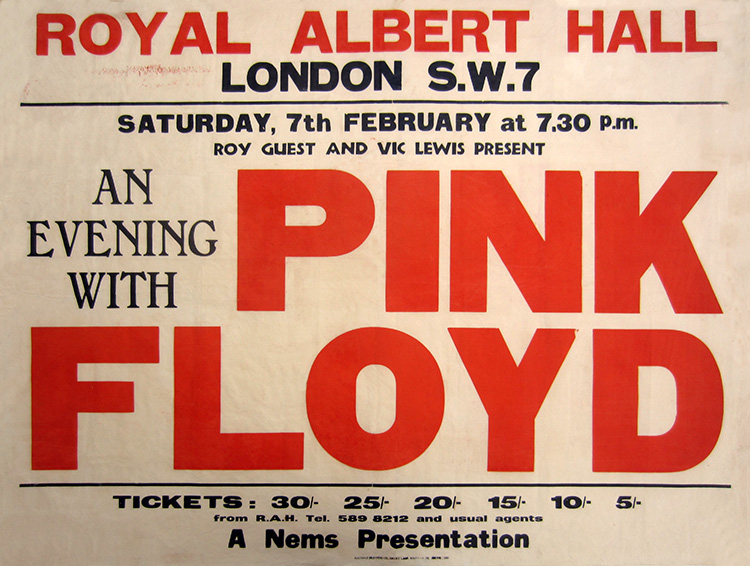 ROYAL ALBERT HALL
LONDON S.W.7
SATURDAY, 7th FEBRUARY at 7.30 p.m.
ROY GUEST AND VIC LEWIS PRESENT
AN
EVENING
WITH
PINK
FLOYD
TICKETS: 30/- 25/- 20/- 15/- 10/- 5/-
from R.A.H. Tel. 589 8212 and usual agents
A Nems Presentation